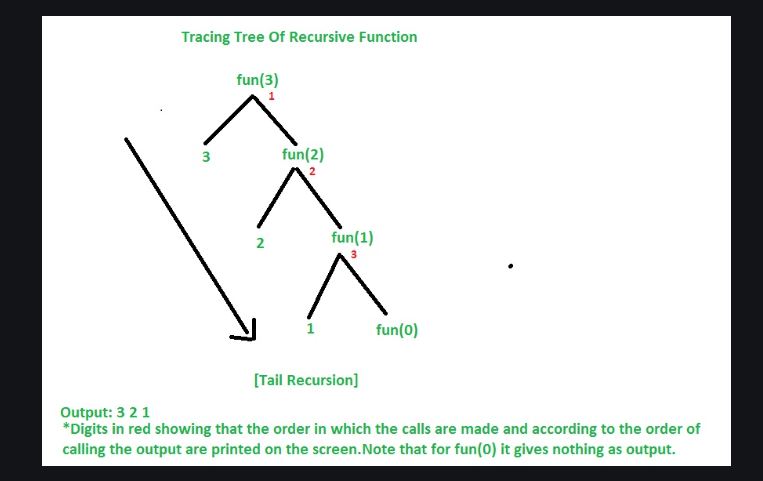 Tracing Tree Of Recursive Function
fun(3)
1
3
fun(2)
2
2
fun(1)
3
1
fun(0)
[Tail Recursion]
Output: 3 2 1
*Digits in red showing that the order in which the calls are made and according to the order of
calling the output are printed on the screen.Note that for fun(0) it gives nothing as output.